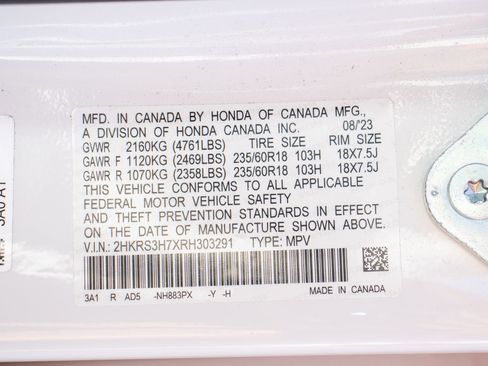 MFD. IN CANADA BY HONDA OF CANADA MFG.,
A DIVISION OF HONDA CANADA INC. 08/'23
GVWR 2160KG (4761LBS) TIRE SIZE RIM SIZE
GAWR F 1120KG (2469LBS) 235/60R18 103H 18X7.5J
GAWR R 1070KG (2358LBS) 235/60R18 103H 18X7.5J
THIS VEHICLE CONFORMS TO ALL APPLICABLE
FEDERAL MOTOR VEHICLE SAFETY
AND THEFT PREVENTION STANDARDS IN EFFECT
ON THE DATE OF MANUFACTURE SHOWN ABOVE.
V.I.N.: 2HKRS3H7XRH303291 TYPE: MPV
3A1 R AD5 -NH883PX -Y -H MADE IN CANADA